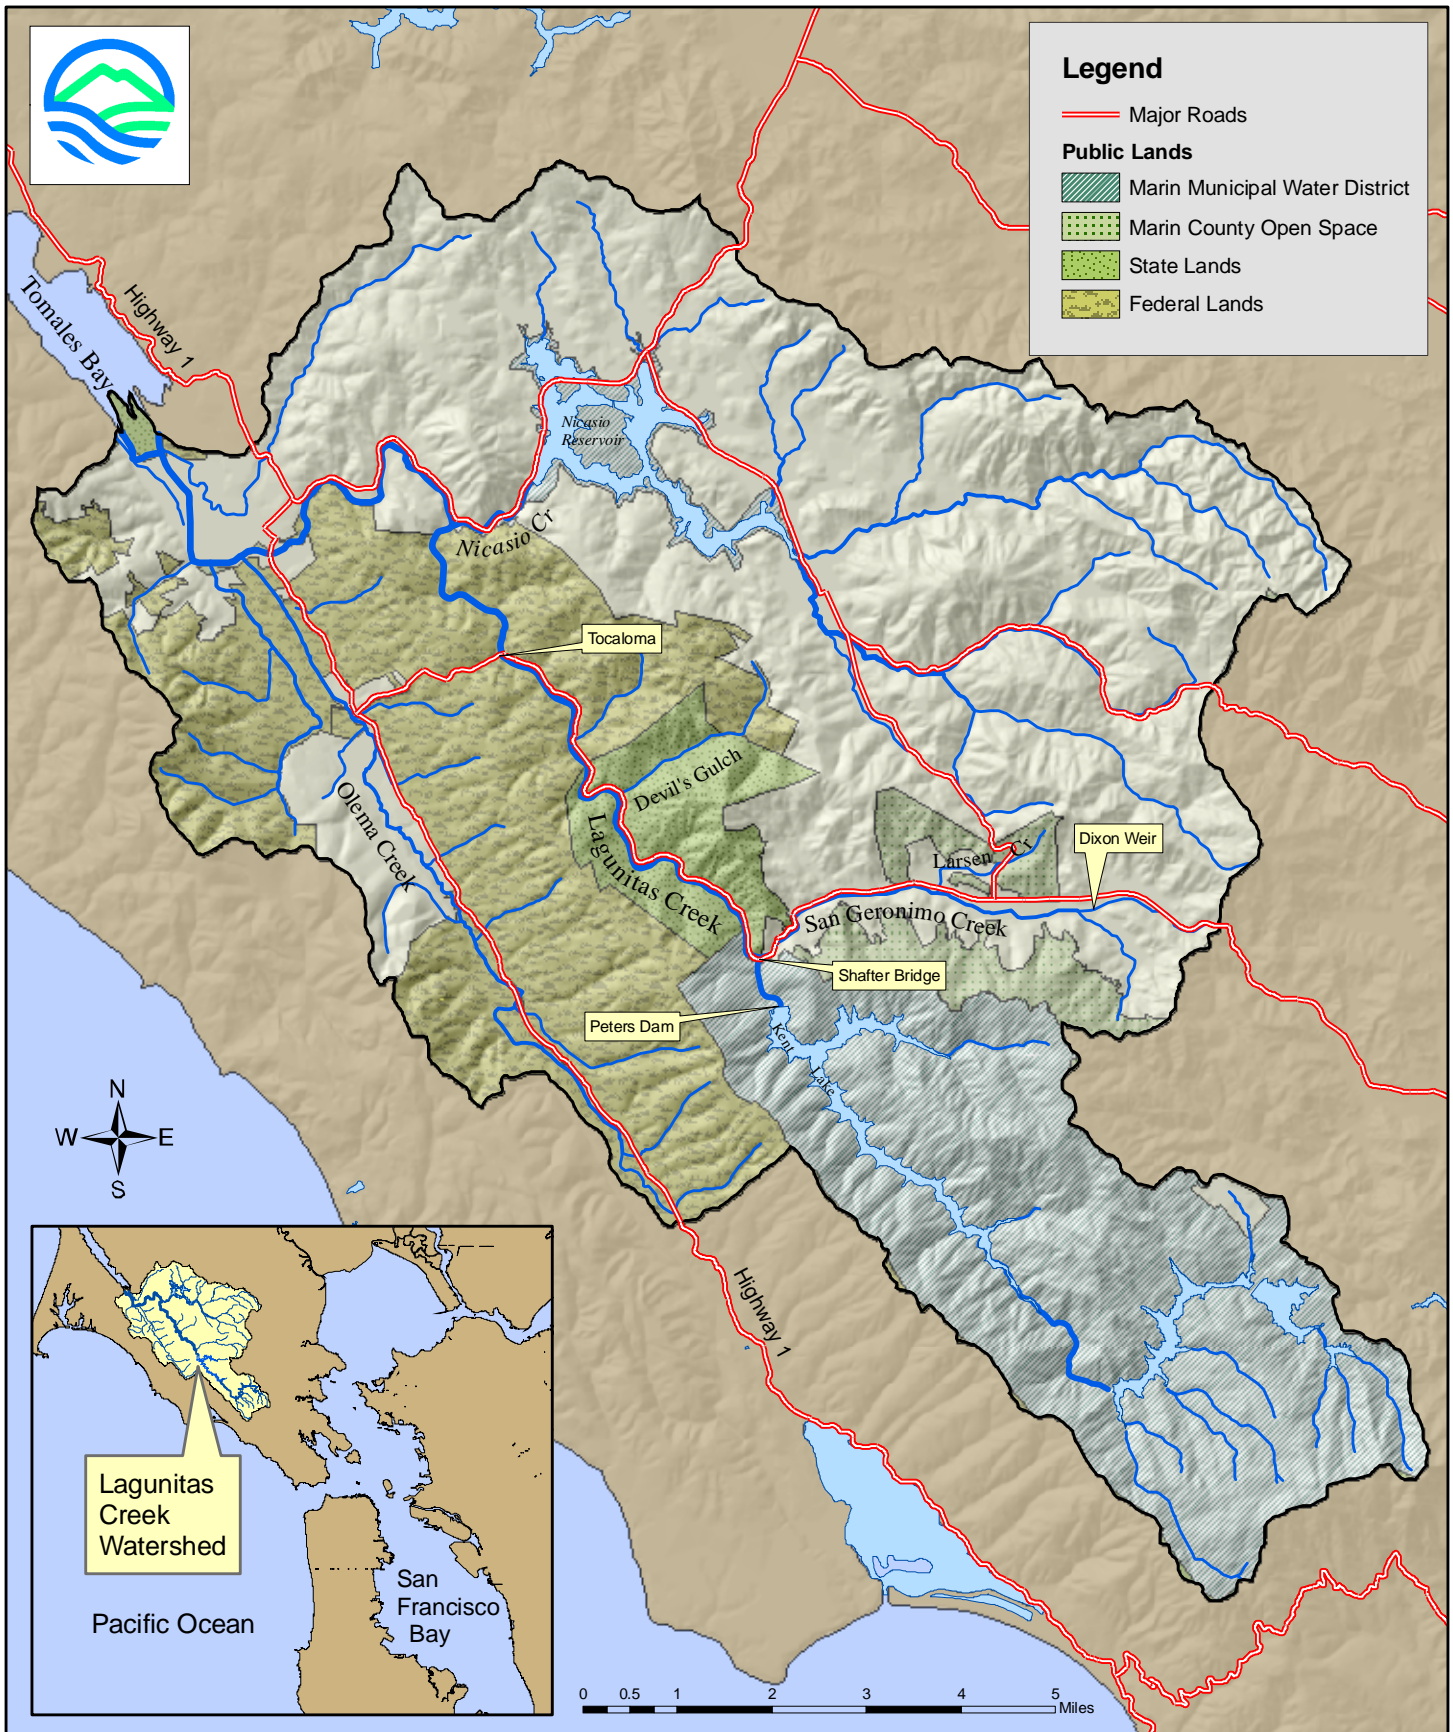 Legend
Major Roads
Public Lands
Marin Municipal Water District
Marin County Open Space
State Lands
Federal Lands
Tomales Bay
Highway 1
Nicasio
Reservoir
Nicasio Cr
Tocaloma
Devil's Gulch
Lagunitas Creek
Olema Creek
Larsen Cr
Dixon Weir
San Geronimo Creek
Shafter Bridge
Peters Dam
Kent Lake
N
W E
S
Highway 1
Lagunitas
Creek
Watershed
Pacific Ocean
San
Francisco
Bay
0 0.5 1 2 3 4 5
Miles